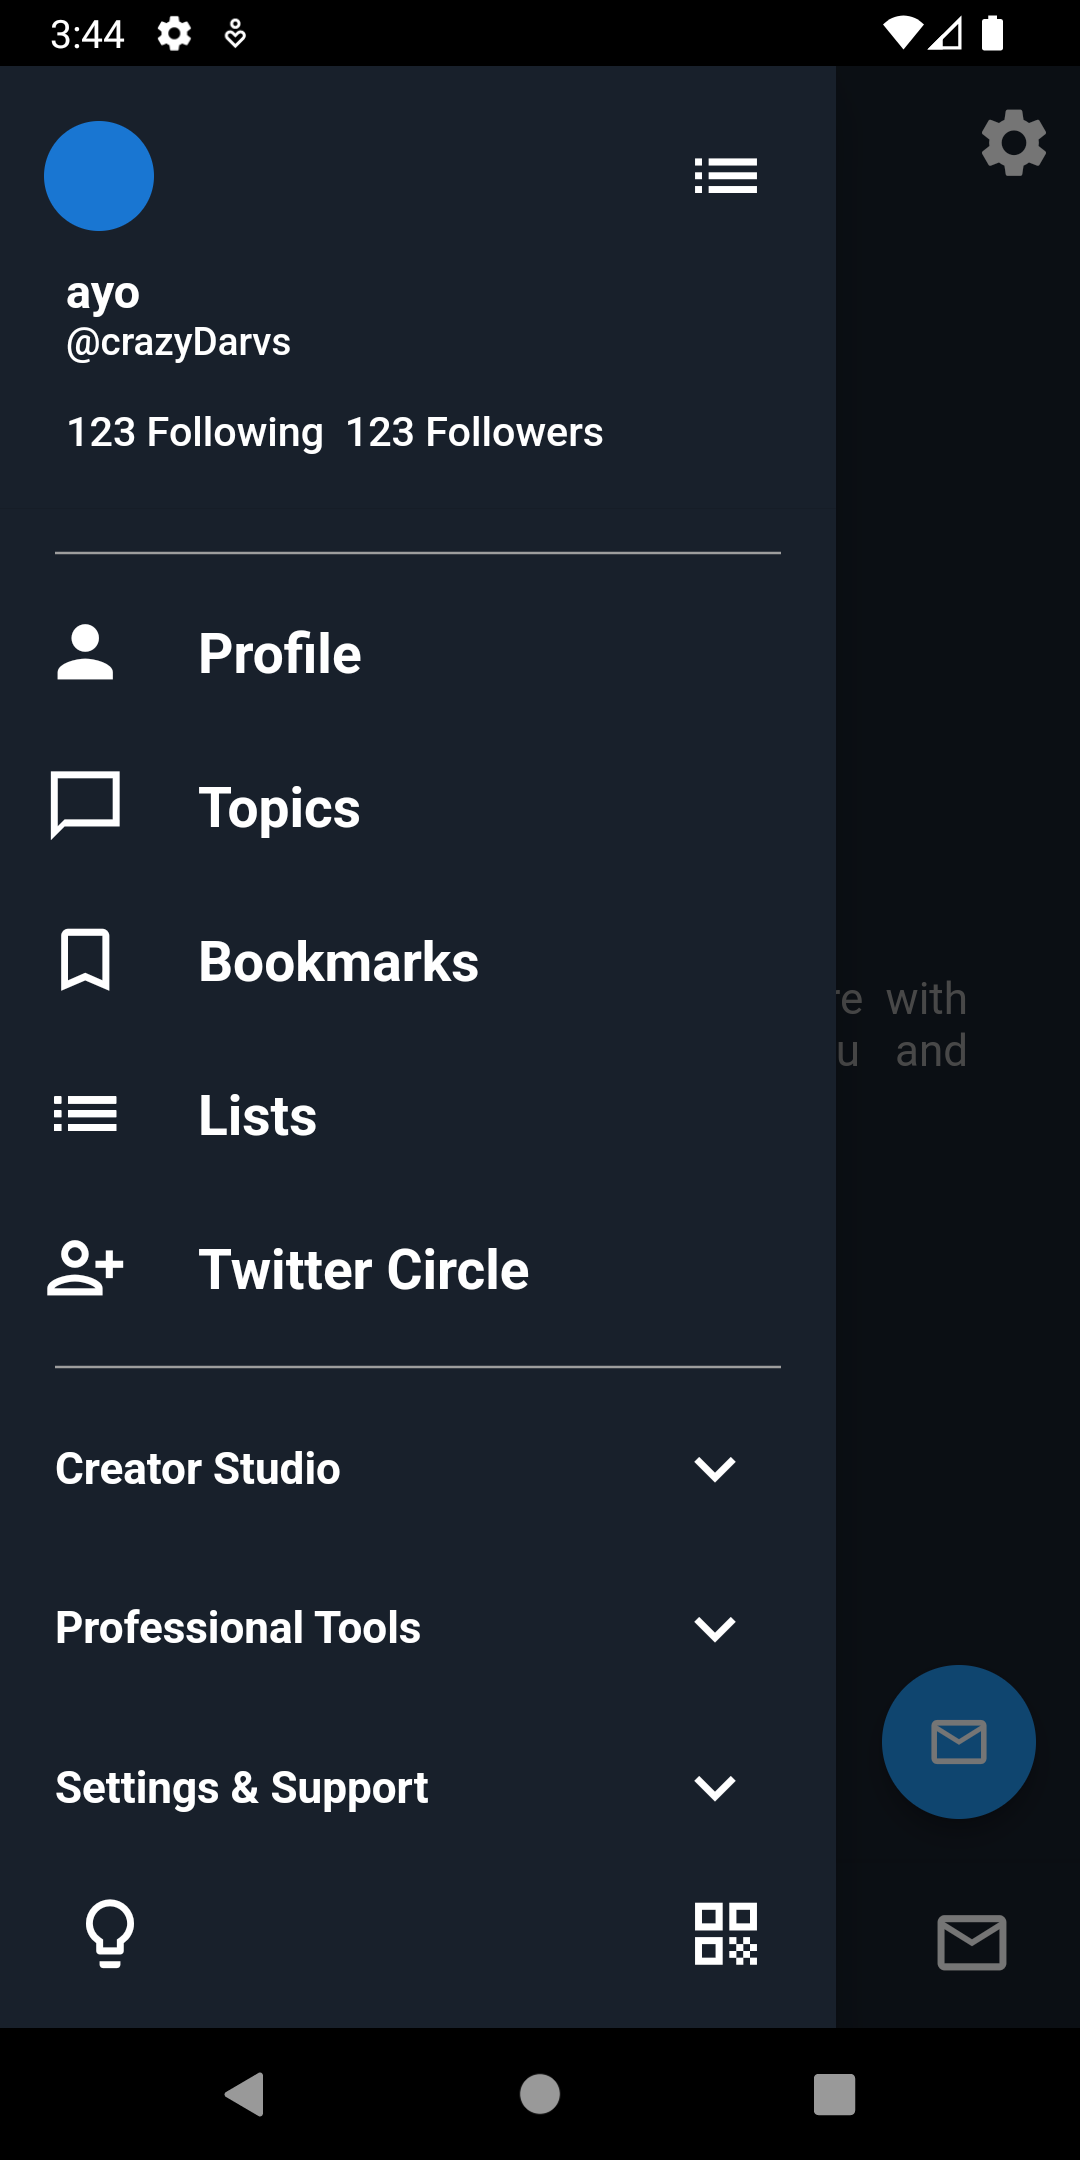 3:44
ayo
@crazyDarvs
123 Following 123 Followers
Profile
Topics
Bookmarks
with
and
Lists
Twitter Circle
Creator Studio
Professional Tools
Settings & Support